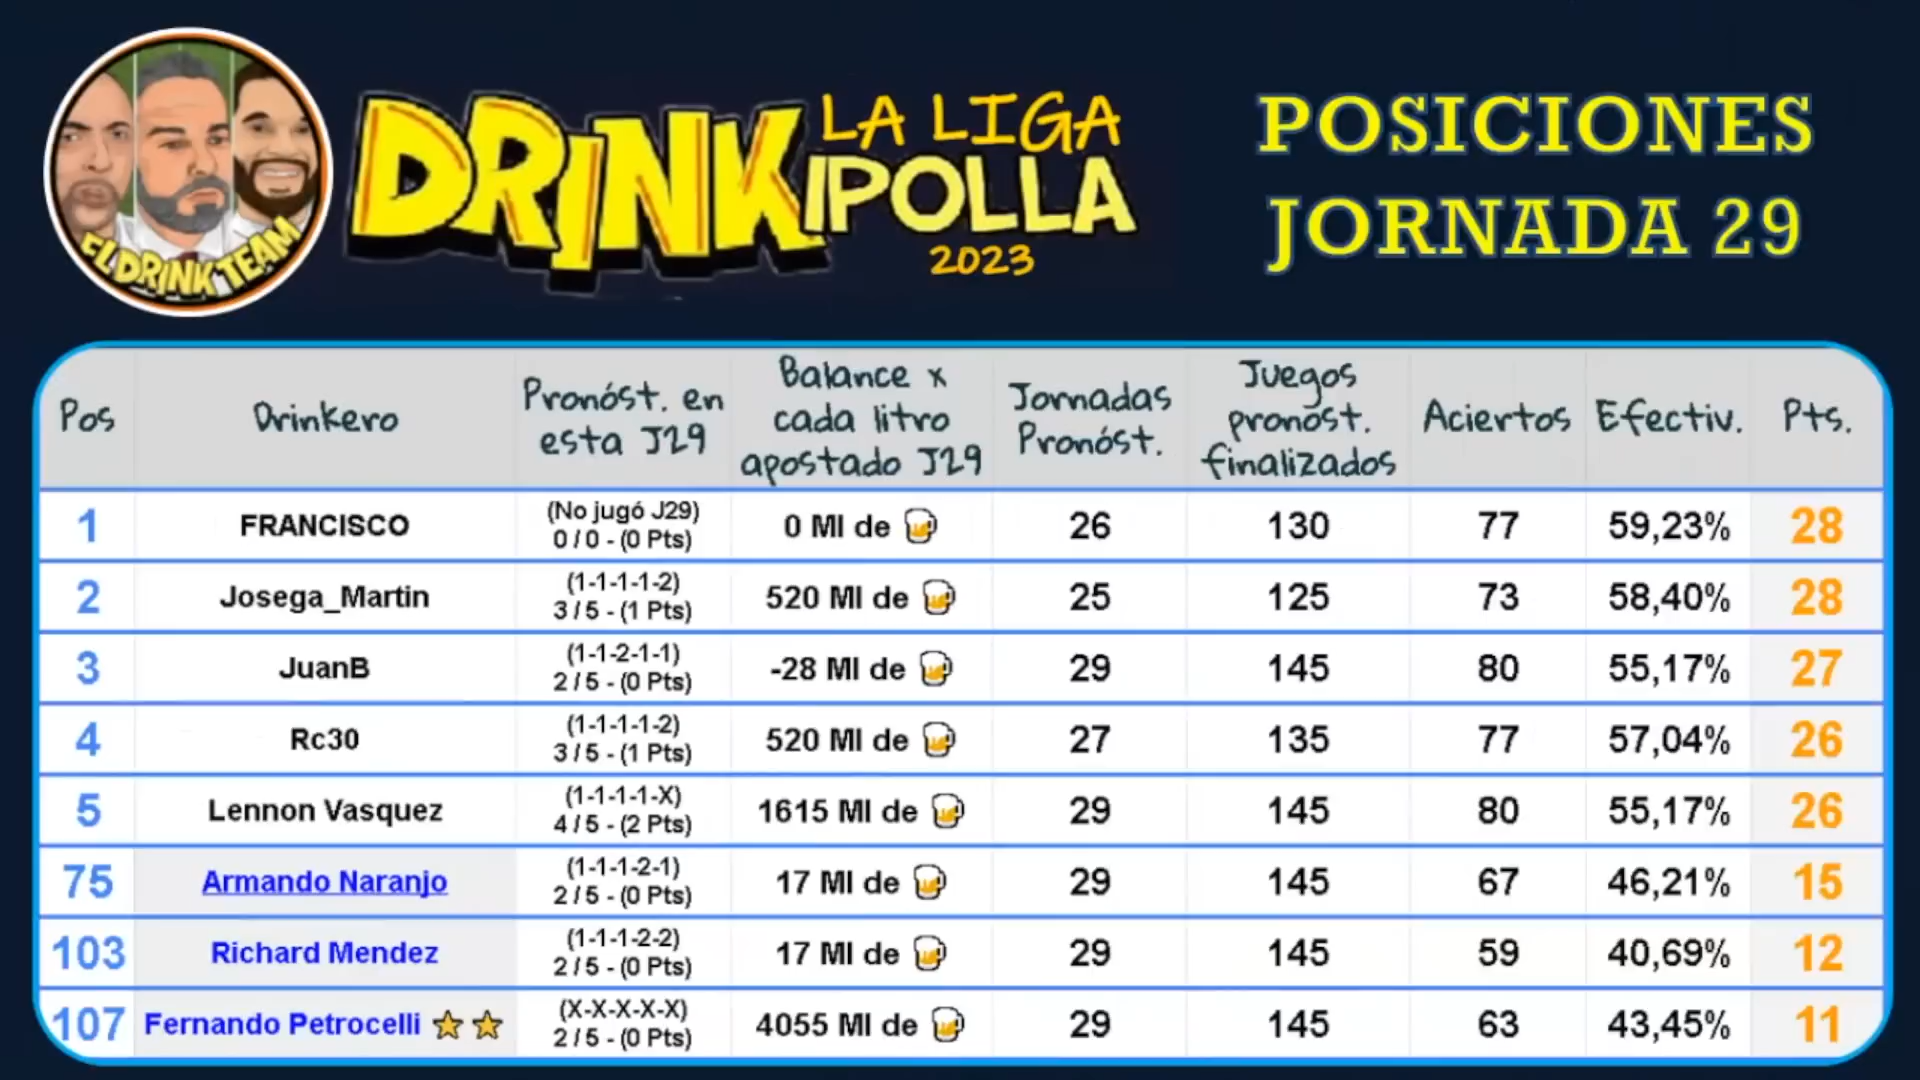 EL DRINK TEAM
DRINK
LA LIGA
IPOLLA
2023
POSICIONES
JORNADA 29
Pos
Drinkero
Pronóst. en
esta J29
Balance x
cada litro
apostado J29
Jornadas
Pronóst.
Juegos
pronóst.
finalizados
Aciertos
Efectiv.
Pts.
1
FRANCISCO
(No jugó J29)
0 / 0 - (0 Pts)
0 Ml de
26
130
77
59,23%
28
2
Josega_Martin
(1-1-1-1-2)
3 / 5 - (1 Pts)
520 Ml de
25
125
73
58,40%
28
3
JuanB
(1-1-2-1-1)
2 / 5 - (0 Pts)
-28 Ml de
29
145
80
55,17%
27
4
Rc30
(1-1-1-1-2)
3 / 5 - (1 Pts)
520 Ml de
27
135
77
57,04%
26
5
Lennon Vasquez
(1-1-1-1-X)
4 / 5 - (2 Pts)
1615 Ml de
29
145
80
55,17%
26
75
Armando Naranjo
(1-1-1-2-1)
2 / 5 - (0 Pts)
17 Ml de
29
145
67
46,21%
15
103
Richard Mendez
(1-1-1-2-2)
2 / 5 - (0 Pts)
17 Ml de
29
145
59
40,69%
12
107
Fernando Petrocelli
(X-X-X-X-X)
2 / 5 - (0 Pts)
4055 Ml de
29
145
63
43,45%
11